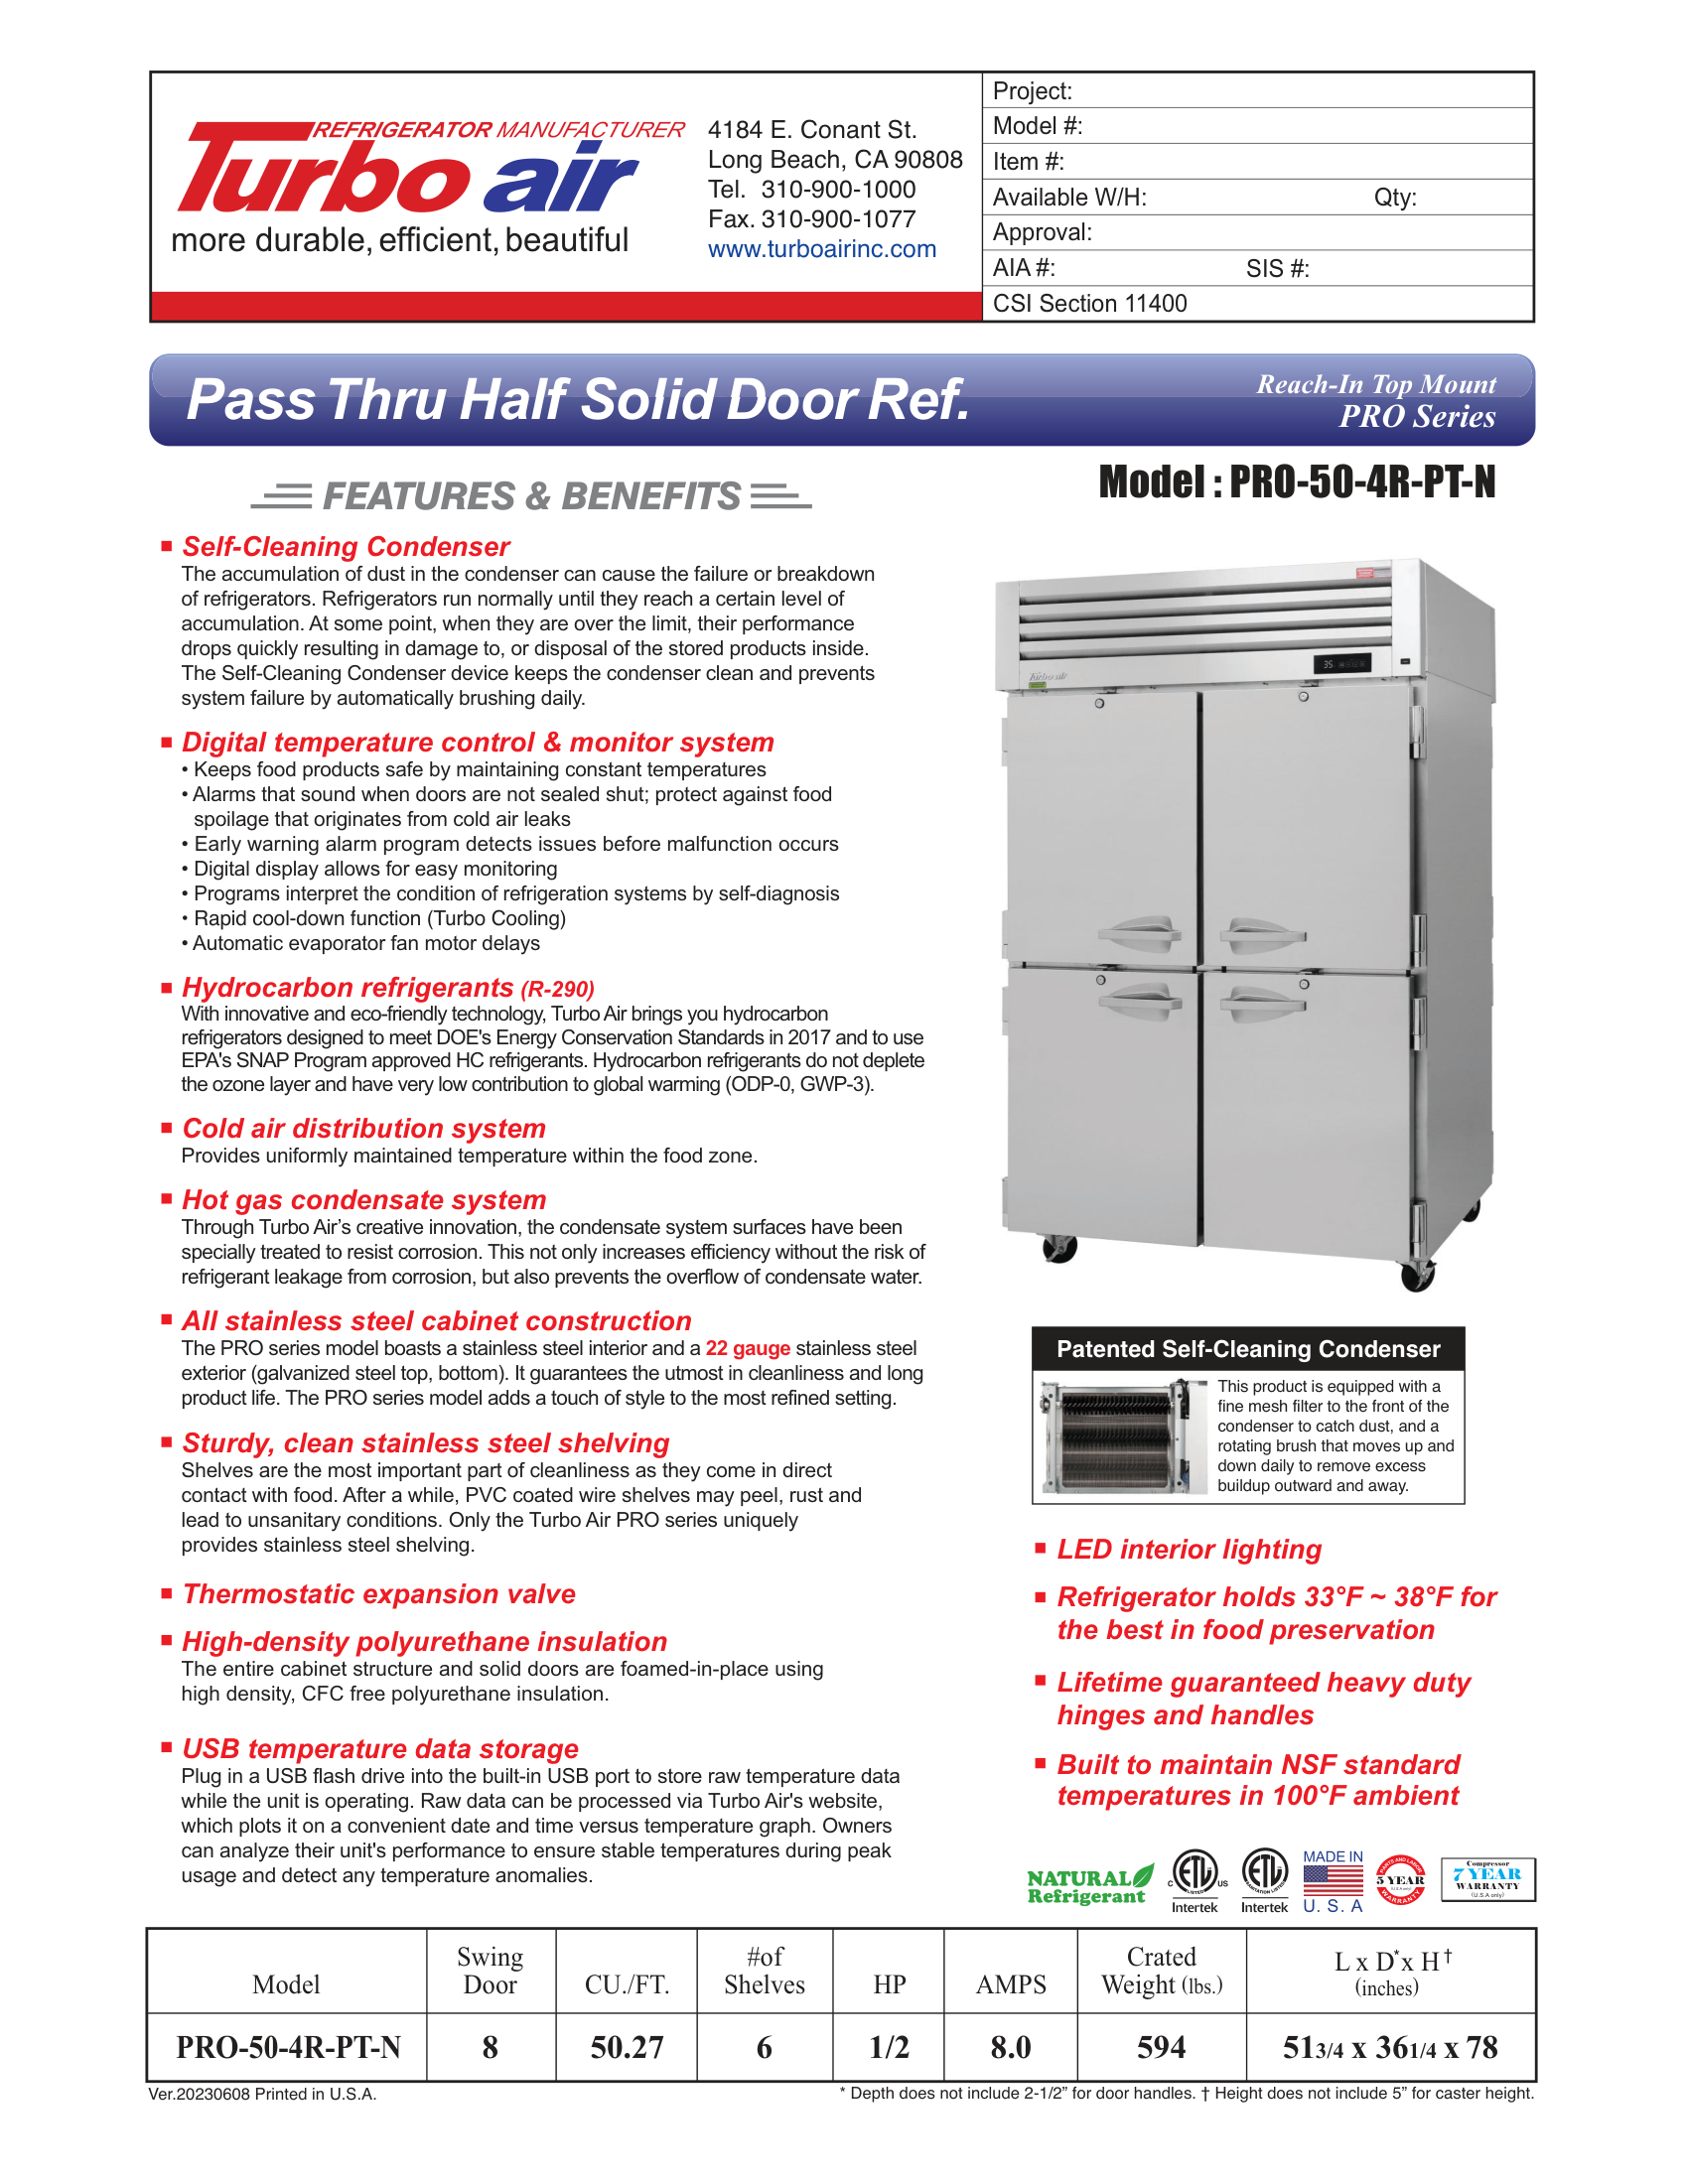 REFRIGERATOR MANUFACTURER
Turbo air
more durable, efficient, beautiful
4184 E. Conant St.
Long Beach, CA 90808
Tel. 310-900-1000
Fax. 310-900-1077
www.turboairinc.com
Project:
Model #:
Item #:
Available W/H: Qty:
Approval:
AIA #: SIS #:
CSI Section 11400
Pass Thru Half Solid Door Ref.
Reach-In Top Mount
PRO Series
FEATURES & BENEFITS
Model : PRO-50-4R-PT-N
Self-Cleaning Condenser
The accumulation of dust in the condenser can cause the failure or breakdown
of refrigerators. Refrigerators run normally until they reach a certain level of
accumulation. At some point, when they are over the limit, their performance
drops quickly resulting in damage to, or disposal of the stored products inside.
The Self-Cleaning Condenser device keeps the condenser clean and prevents
system failure by automatically brushing daily.
Digital temperature control & monitor system
• Keeps food products safe by maintaining constant temperatures
• Alarms that sound when doors are not sealed shut; protect against food
spoilage that originates from cold air leaks
• Early warning alarm program detects issues before malfunction occurs
• Digital display allows for easy monitoring
• Programs interpret the condition of refrigeration systems by self-diagnosis
• Rapid cool-down function (Turbo Cooling)
• Automatic evaporator fan motor delays
Hydrocarbon refrigerants (R-290)
With innovative and eco-friendly technology, Turbo Air brings you hydrocarbon
refrigerators designed to meet DOE's Energy Conservation Standards in 2017 and to use
EPA's SNAP Program approved HC refrigerants. Hydrocarbon refrigerants do not deplete
the ozone layer and have very low contribution to global warming (ODP-0, GWP-3).
Cold air distribution system
Provides uniformly maintained temperature within the food zone.
Hot gas condensate system
Through Turbo Air’s creative innovation, the condensate system surfaces have been
specially treated to resist corrosion. This not only increases efficiency without the risk of
refrigerant leakage from corrosion, but also prevents the overflow of condensate water.
All stainless steel cabinet construction
The PRO series model boasts a stainless steel interior and a 22 gauge stainless steel
exterior (galvanized steel top, bottom). It guarantees the utmost in cleanliness and long
product life. The PRO series model adds a touch of style to the most refined setting.
Sturdy, clean stainless steel shelving
Shelves are the most important part of cleanliness as they come in direct
contact with food. After a while, PVC coated wire shelves may peel, rust and
lead to unsanitary conditions. Only the Turbo Air PRO series uniquely
provides stainless steel shelving.
Thermostatic expansion valve
High-density polyurethane insulation
The entire cabinet structure and solid doors are foamed-in-place using
high density, CFC free polyurethane insulation.
USB temperature data storage
Plug in a USB flash drive into the built-in USB port to store raw temperature data
while the unit is operating. Raw data can be processed via Turbo Air's website,
which plots it on a convenient date and time versus temperature graph. Owners
can analyze their unit's performance to ensure stable temperatures during peak
usage and detect any temperature anomalies.
35
Turbo air
Patented Self-Cleaning Condenser
This product is equipped with a
fine mesh filter to the front of the
condenser to catch dust, and a
rotating brush that moves up and
down daily to remove excess
buildup outward and away.
LED interior lighting
Refrigerator holds 33°F ~ 38°F for
the best in food preservation
Lifetime guaranteed heavy duty
hinges and handles
Built to maintain NSF standard
temperatures in 100°F ambient
NATURAL
Refrigerant
C ETL US
LISTED
Intertek
ETL
SANITATION LISTED
Intertek
MADE IN
U. S. A
PARTS AND LABOR
5 YEAR
(U.S.A only)
WARRANTY
Compressor
7 YEAR
WARRANTY
(U.S.A only)
Model Swing Door CU./FT. #of Shelves HP AMPS Crated Weight (lbs.) L x D* x H † (inches)
PRO-50-4R-PT-N 8 50.27 6 1/2 8.0 594 51 3/4 x 36 1/4 x 78
Ver.20230608 Printed in U.S.A.
* Depth does not include 2-1/2” for door handles. † Height does not include 5” for caster height.